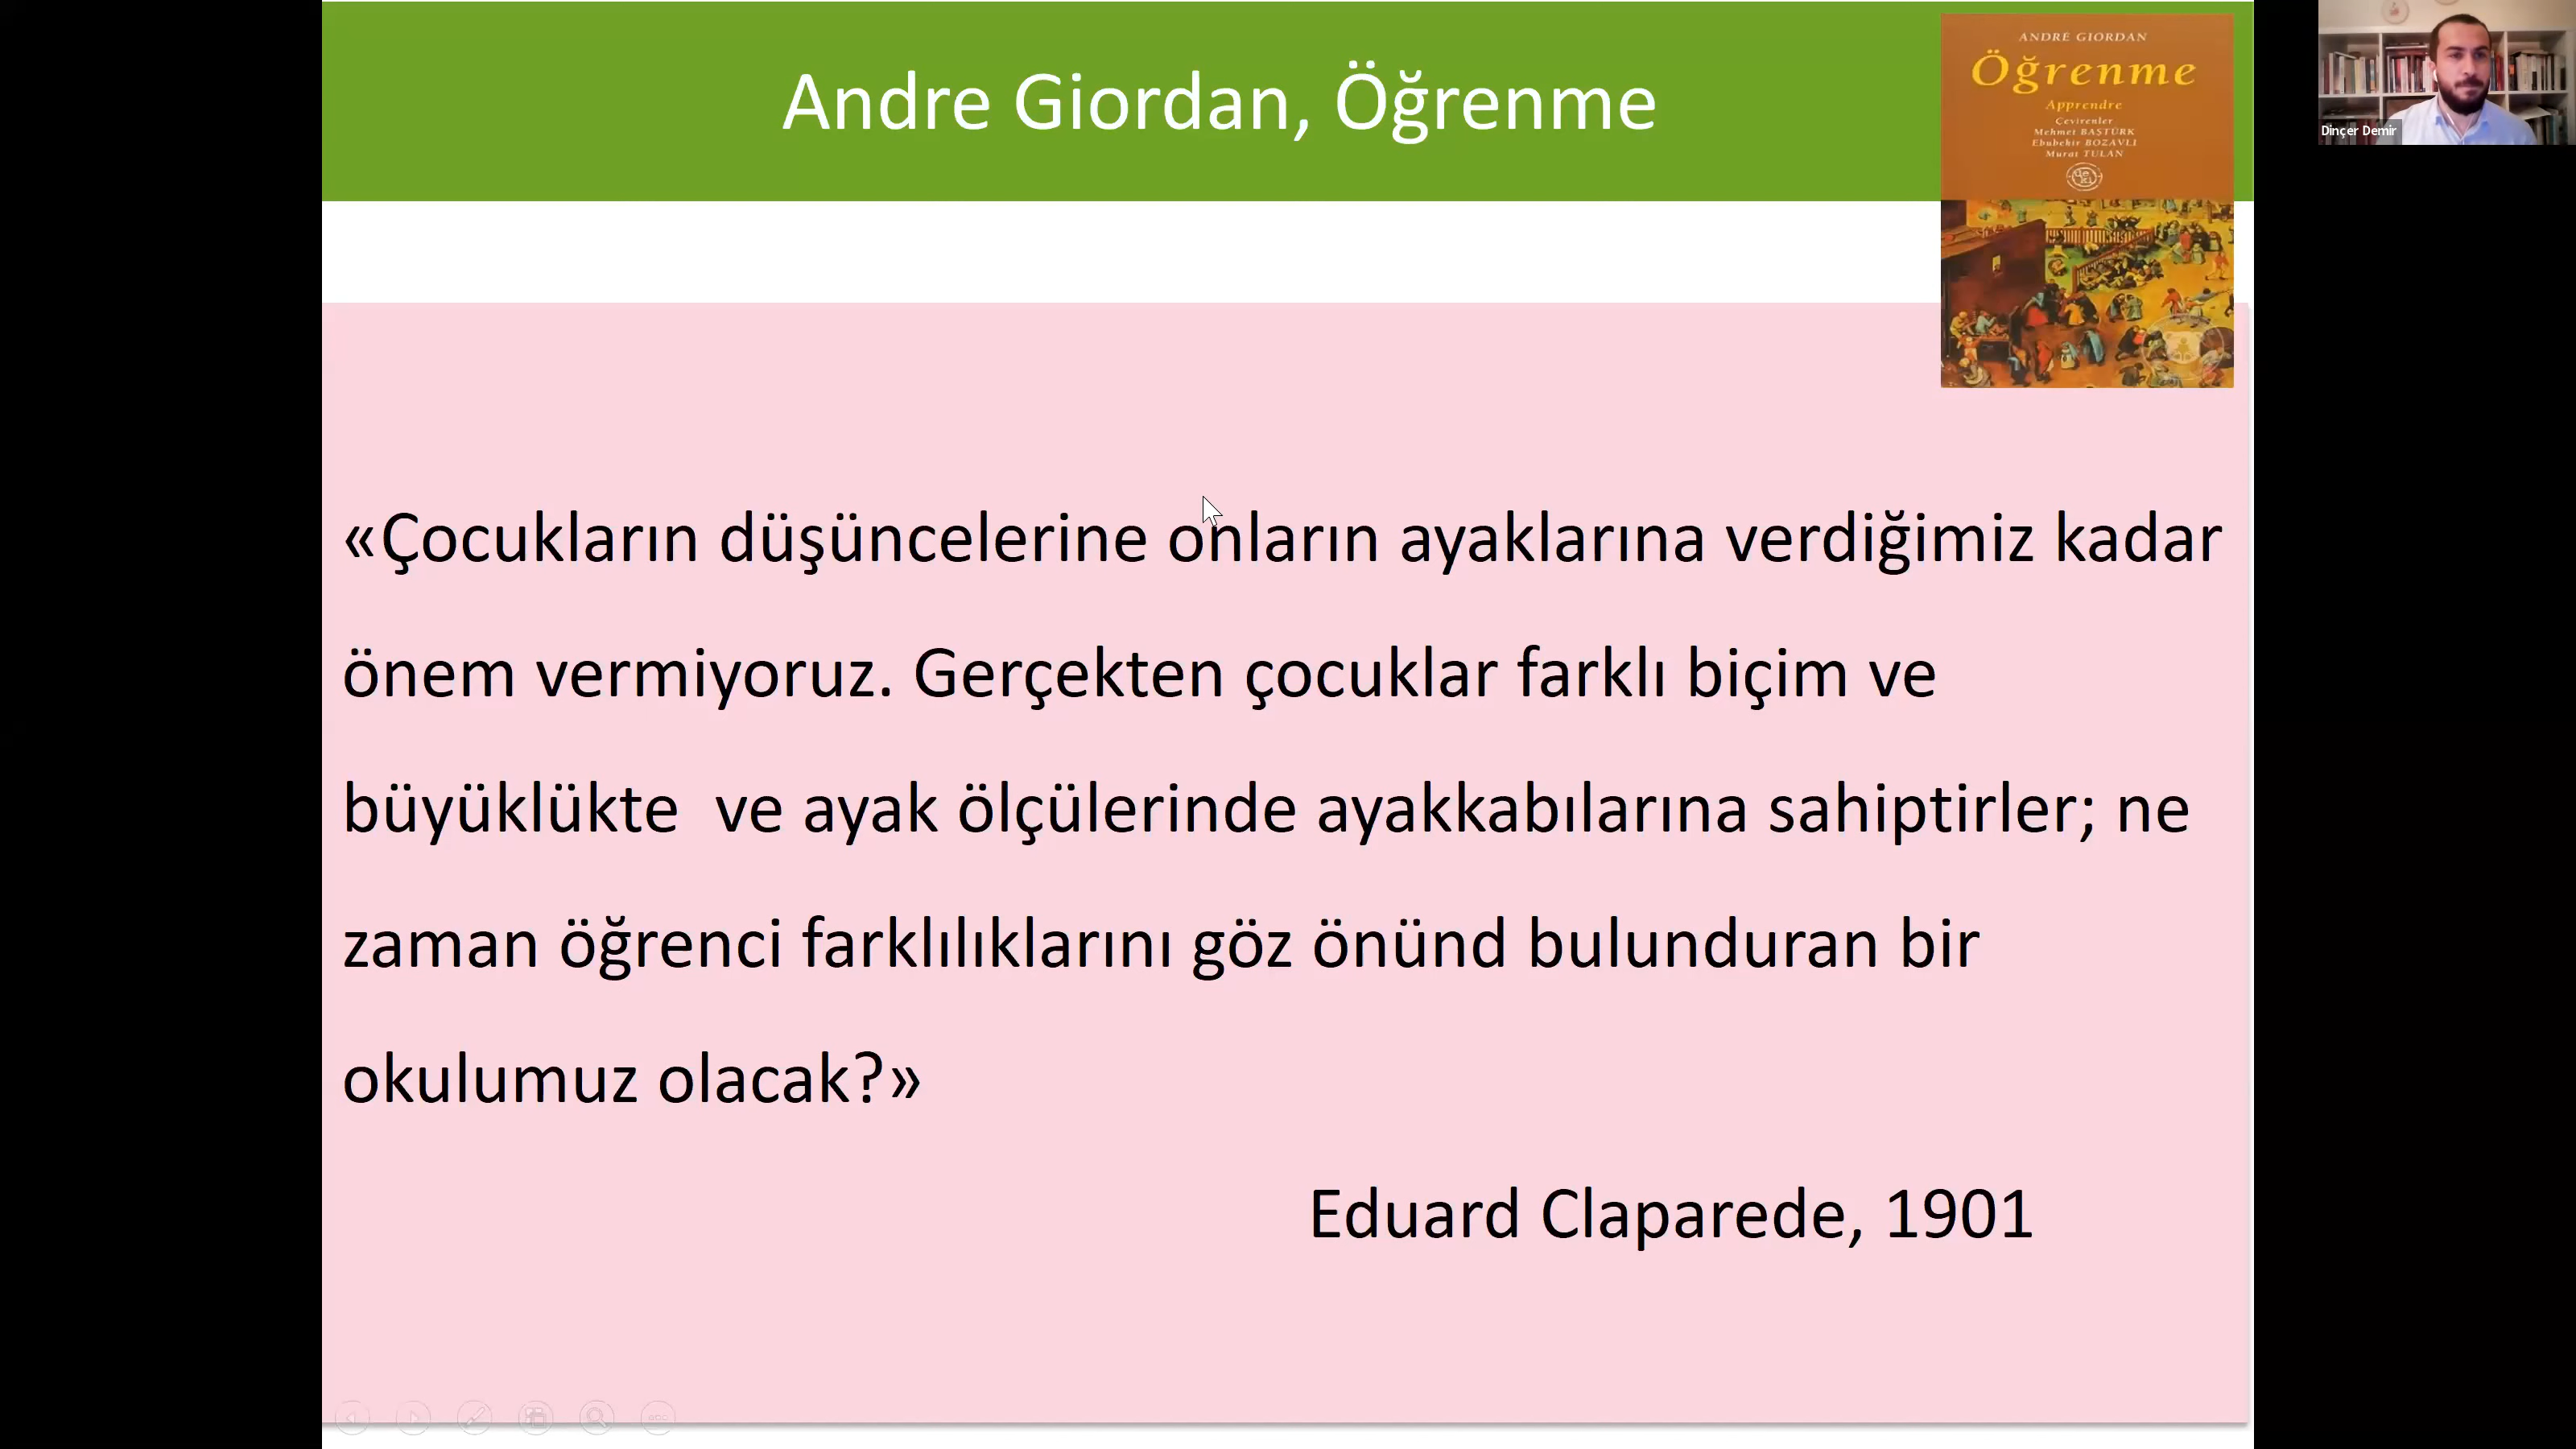 Andre Giordan, Öğrenme
ANDRE GIORDAN
Öğrenme
Apprendre
Çevirenler
Mehmet BAŞTÜRK
Ebubekir BOZAVLI
Murat TULAN
Dinçer Demir
«Çocukların düşüncelerine onların ayaklarına verdiğimiz kadar
önem vermiyoruz. Gerçekten çocuklar farklı biçim ve
büyüklükte  ve ayak ölçülerinde ayakkabılarına sahiptirler; ne
zaman öğrenci farklılıklarını göz önünd bulunduran bir
okulumuz olacak?»
Eduard Claparede, 1901